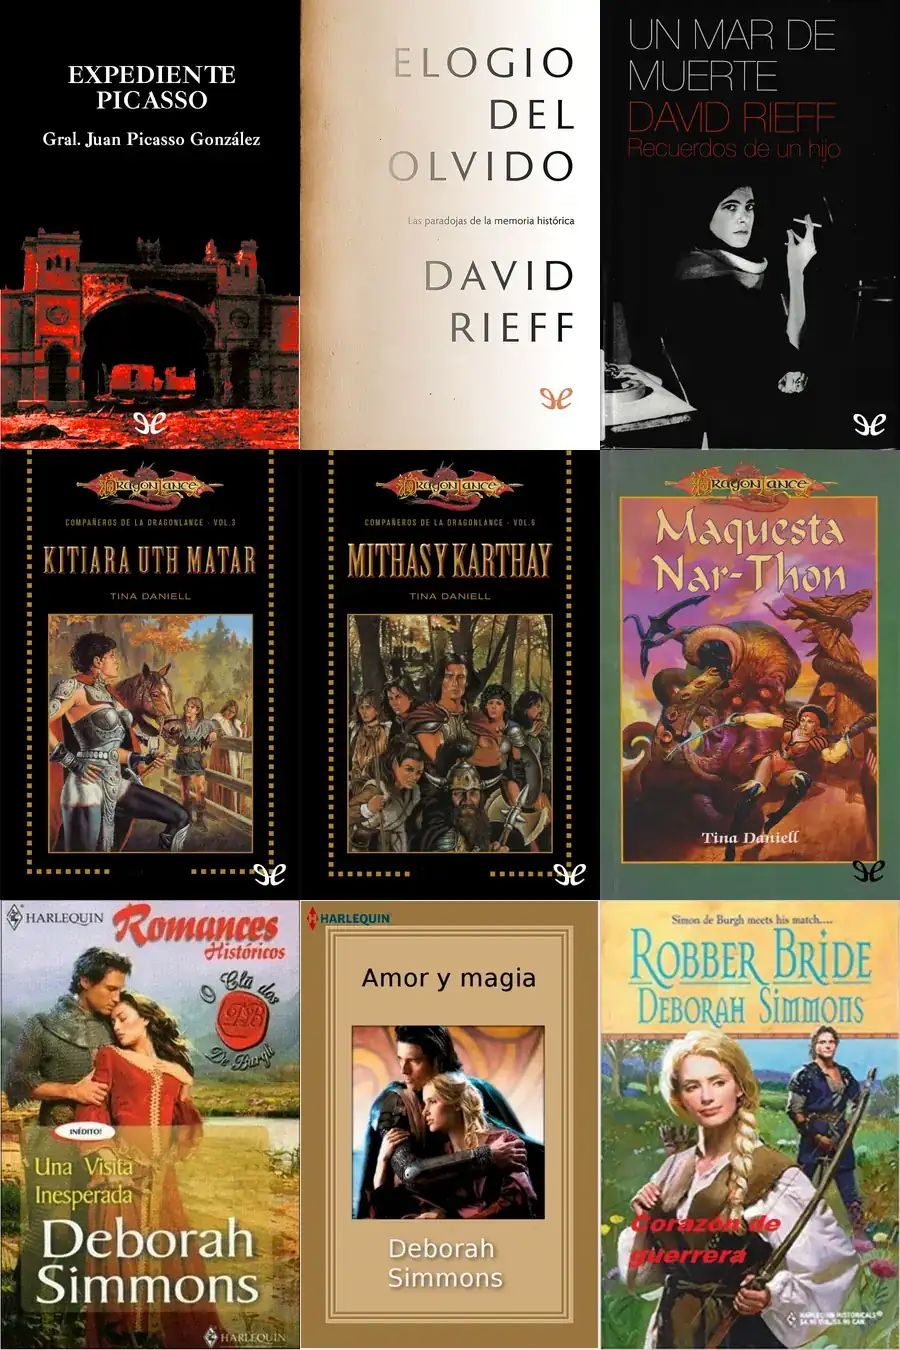 EXPEDIENTE
PICASSO
Gral. Juan Picasso González
ELOGIO
DEL
OLVIDO
Las paradojas de la memoria histórica
DAVID
RIEFF
UN MAR DE
MUERTE
DAVID RIEFF
Recuerdos de un hijo
DRAGONLANCE
COMPAÑEROS DE LA DRAGONLANCE - VOL.3
KITIARA UTH MATAR
TINA DANIELL
DRAGONLANCE
COMPAÑEROS DE LA DRAGONLANCE - VOL.6
MITHAS Y KARTHAY
TINA DANIELL
DRAGONLANCE
Maquesta
Nar-Thon
Tina Daniell
HARLEQUIN
Romances
Históricos
O Clã dos
De Burgh
INÉDITO!
Una Visita
Inesperada
Deborah
Simmons
HARLEQUIN
HARLEQUIN
Amor y magia
Deborah
Simmons
Simon de Burgh meets his match....
ROBBER BRIDE
DEBORAH SIMMONS
Corazón de
guerrera
HARLEQUIN HISTORICALS®